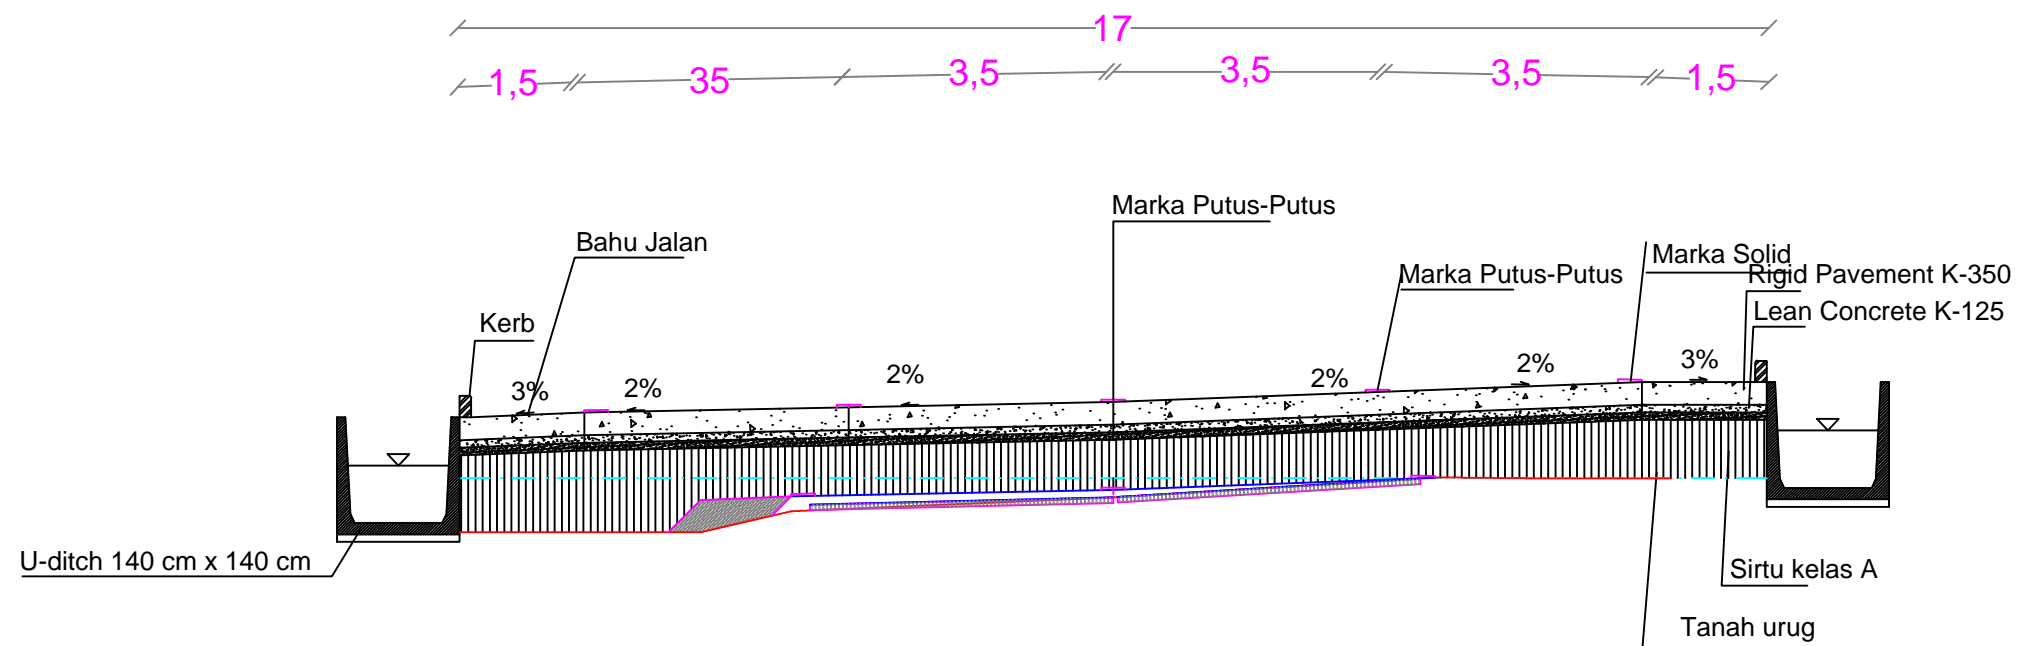 17
1,5
35
3,5
3,5
3,5
1,5
Marka Putus-Putus
Bahu Jalan
Marka Solid
Marka Putus-Putus
Rigid Pavement K-350
Lean Concrete K-125
Kerb
3%
2%
2%
2%
2%
3%
U-ditch 140 cm x 140 cm
Sirtu kelas A
Tanah urug